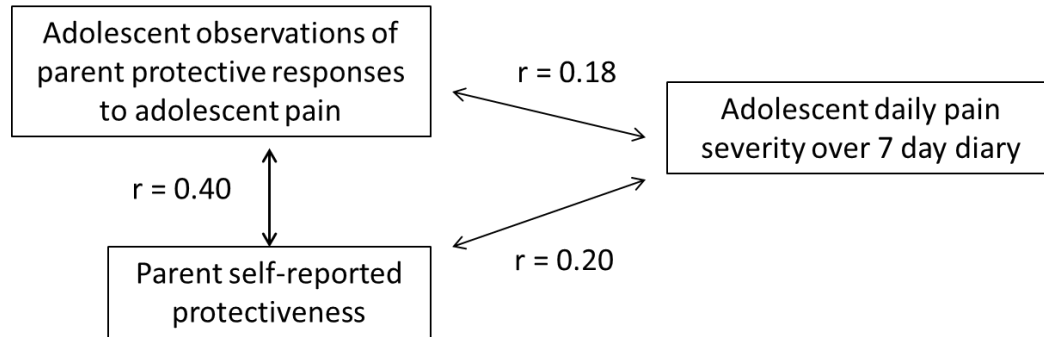 Adolescent observations of
parent protective responses
to adolescent pain
r = 0.18
Adolescent daily pain
severity over 7 day diary
r = 0.40
Parent self-reported
protectiveness
r = 0.20